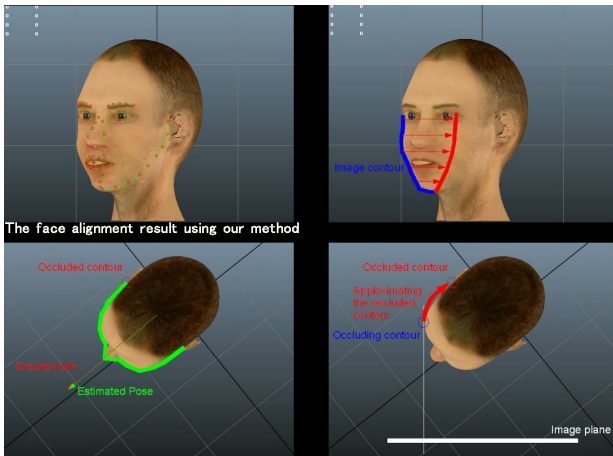 Image contour
The face alignment result using our method
Occluded contour
Ground truth
Estimated Pose
Occluded contour
Appoximating
the occluded
contour
Occluding contour
Image plane